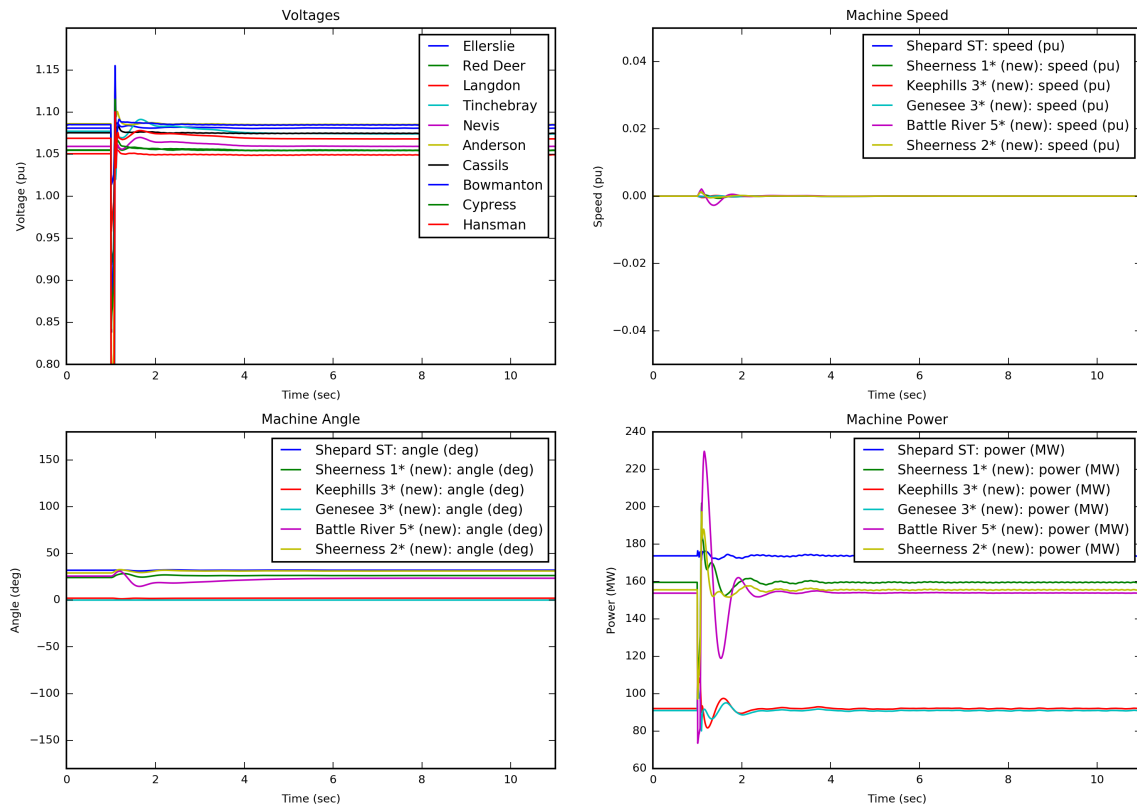 Voltages
1.15
1.10
1.05
1.00
0.95
0.90
0.85
0.80
Voltage (pu)
Ellerslie
Red Deer
Langdon
Tinchebray
Nevis
Anderson
Cassils
Bowmanton
Cypress
Hansman
0 2 4 6 8 10
Time (sec)
Machine Speed
0.04
0.02
0.00
−0.02
−0.04
Speed (pu)
Shepard ST: speed (pu)
Sheerness 1* (new): speed (pu)
Keephills 3* (new): speed (pu)
Genesee 3* (new): speed (pu)
Battle River 5* (new): speed (pu)
Sheerness 2* (new): speed (pu)
0 2 4 6 8 10
Time (sec)
Machine Angle
150
100
50
0
−50
−100
−150
Angle (deg)
Shepard ST: angle (deg)
Sheerness 1* (new): angle (deg)
Keephills 3* (new): angle (deg)
Genesee 3* (new): angle (deg)
Battle River 5* (new): angle (deg)
Sheerness 2* (new): angle (deg)
0 2 4 6 8 10
Time (sec)
Machine Power
240
220
200
180
160
140
120
100
80
60
Power (MW)
Shepard ST: power (MW)
Sheerness 1* (new): power (MW)
Keephills 3* (new): power (MW)
Genesee 3* (new): power (MW)
Battle River 5* (new): power (MW)
Sheerness 2* (new): power (MW)
0 2 4 6 8 10
Time (sec)